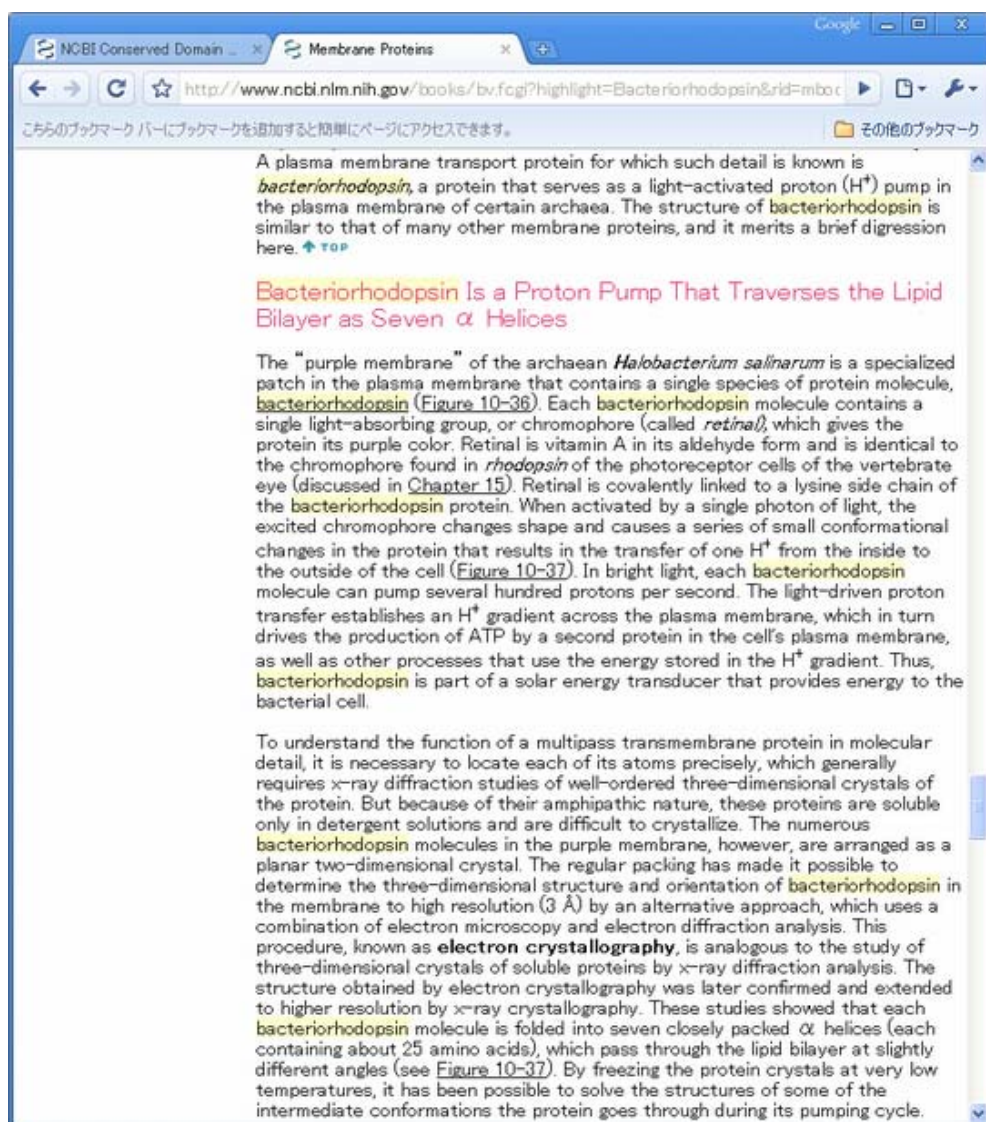 Google
NCBI Conserved Domain ...
Membrane Proteins
http://www.ncbi.nlm.nih.gov/books/bv.fcgi?highlight=Bacteriorhodopsin&rid=mboc
こちらのブックマーク バーにブックマークを追加すると簡単にページにアクセスできます。
その他のブックマーク
A plasma membrane transport protein for which such detail is known is
bacteriorhodopsin, a protein that serves as a light-activated proton (H+) pump in
the plasma membrane of certain archaea. The structure of bacteriorhodopsin is
similar to that of many other membrane proteins, and it merits a brief digression
here. TOP
Bacteriorhodopsin Is a Proton Pump That Traverses the Lipid
Bilayer as Seven α Helices
The “purple membrane” of the archaean Halobacterium salinarum is a specialized
patch in the plasma membrane that contains a single species of protein molecule,
bacteriorhodopsin (Figure 10-36). Each bacteriorhodopsin molecule contains a
single light-absorbing group, or chromophore (called retinal), which gives the
protein its purple color. Retinal is vitamin A in its aldehyde form and is identical to
the chromophore found in rhodopsin of the photoreceptor cells of the vertebrate
eye (discussed in Chapter 15). Retinal is covalently linked to a lysine side chain of
the bacteriorhodopsin protein. When activated by a single photon of light, the
excited chromophore changes shape and causes a series of small conformational
changes in the protein that results in the transfer of one H+ from the inside to
the outside of the cell (Figure 10-37). In bright light, each bacteriorhodopsin
molecule can pump several hundred protons per second. The light-driven proton
transfer establishes an H+ gradient across the plasma membrane, which in turn
drives the production of ATP by a second protein in the cell's plasma membrane,
as well as other processes that use the energy stored in the H+ gradient. Thus,
bacteriorhodopsin is part of a solar energy transducer that provides energy to the
bacterial cell.
To understand the function of a multipass transmembrane protein in molecular
detail, it is necessary to locate each of its atoms precisely, which generally
requires x-ray diffraction studies of well-ordered three-dimensional crystals of
the protein. But because of their amphipathic nature, these proteins are soluble
only in detergent solutions and are difficult to crystallize. The numerous
bacteriorhodopsin molecules in the purple membrane, however, are arranged as a
planar two-dimensional crystal. The regular packing has made it possible to
determine the three-dimensional structure and orientation of bacteriorhodopsin in
the membrane to high resolution (3 Å) by an alternative approach, which uses a
combination of electron microscopy and electron diffraction analysis. This
procedure, known as electron crystallography, is analogous to the study of
three-dimensional crystals of soluble proteins by x-ray diffraction analysis. The
structure obtained by electron crystallography was later confirmed and extended
to higher resolution by x-ray crystallography. These studies showed that each
bacteriorhodopsin molecule is folded into seven closely packed α helices (each
containing about 25 amino acids), which pass through the lipid bilayer at slightly
different angles (see Figure 10-37). By freezing the protein crystals at very low
temperatures, it has been possible to solve the structures of some of the
intermediate conformations the protein goes through during its pumping cycle.